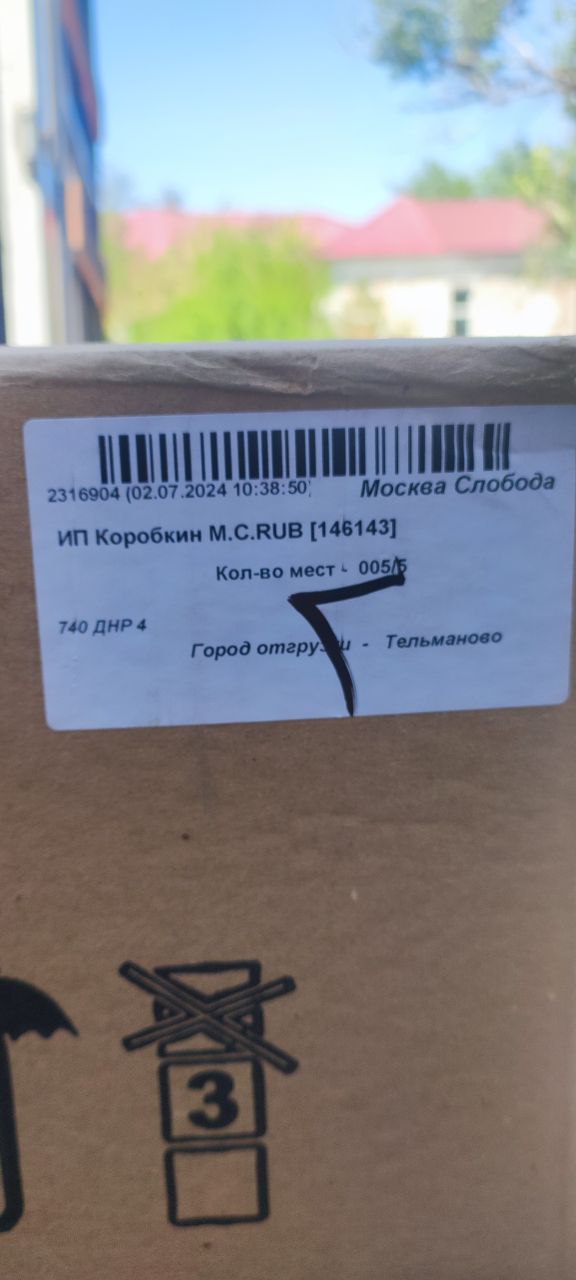 2316904 (02.07.2024 10:38:50)
Москва Слобода
ИП Коробкин М.С.RUB [146143]
Кол-во мест - 005/5
740 ДНР 4
Город отгрузки - Тельманово
3